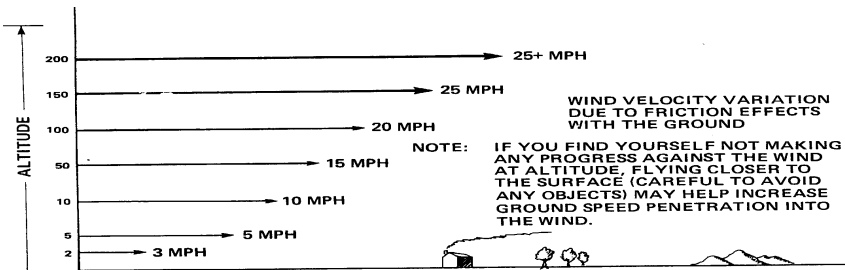 ALTITUDE
200 25+ MPH
150 25 MPH
100 20 MPH
50 15 MPH
10 10 MPH
5 5 MPH
2 3 MPH
WIND VELOCITY VARIATION
DUE TO FRICTION EFFECTS
WITH THE GROUND
NOTE: IF YOU FIND YOURSELF NOT MAKING
ANY PROGRESS AGAINST THE WIND
AT ALTITUDE, FLYING CLOSER TO
THE SURFACE (CAREFUL TO AVOID
ANY OBJECTS) MAY HELP INCREASE
GROUND SPEED PENETRATION INTO
THE WIND.